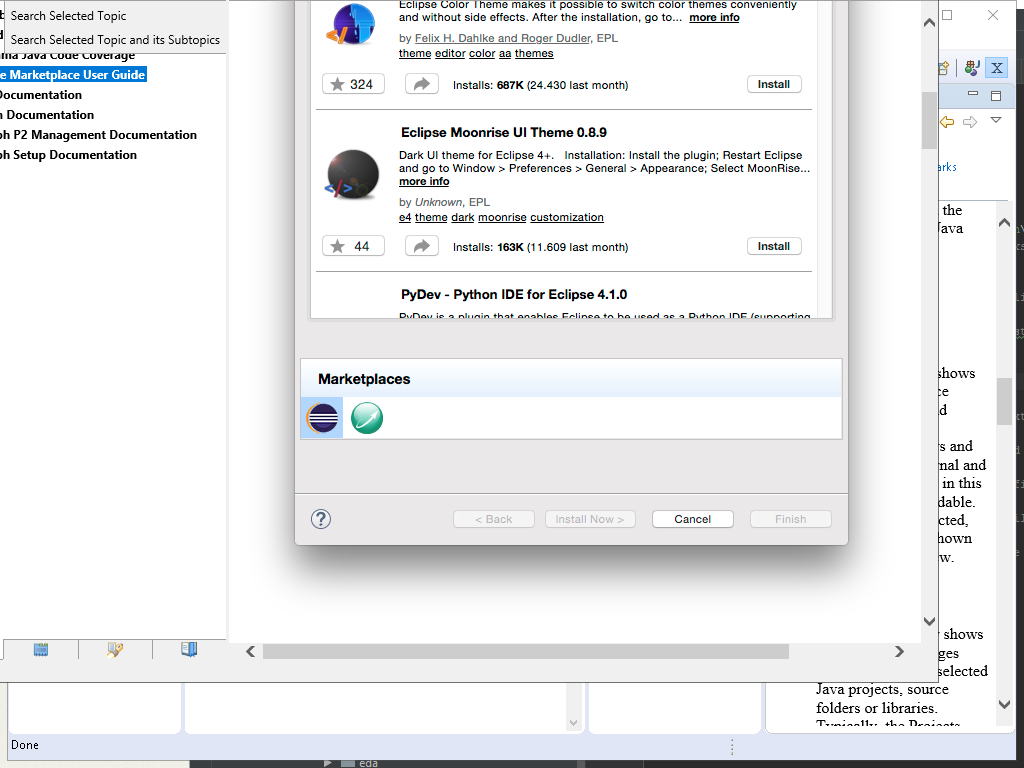 Search Selected Topic
Search Selected Topic and its Subtopics
ma Java Code Coverage
e Marketplace User Guide
Documentation
n Documentation
ph P2 Management Documentation
ph Setup Documentation
Eclipse Color Theme makes it possible to switch color themes conveniently
and without side effects. After the installation, go to... more info
by Felix H. Dahlke and Roger Dudler, EPL
theme editor color aa themes
324
Installs: 687K (24.430 last month)
Install
Eclipse Moonrise UI Theme 0.8.9
Dark UI theme for Eclipse 4+. Installation: Install the plugin; Restart Eclipse
and go to Window > Preferences > General > Appearance; Select MoonRise...
more info
by Unknown, EPL
e4 theme dark moonrise customization
44
Installs: 163K (11.609 last month)
Install
PyDev - Python IDE for Eclipse 4.1.0
PyDev is a plugin that enables Eclipse to be used as a Python IDE (supporting
Marketplaces
?
< Back
Install Now >
Cancel
Finish
X
arks
the
Java
shows
ce
d
s and
nal and
in this
dable.
cted,
nown
w.
shows
ges
selected
Java projects, source
folders or libraries.
Typically, the Projects
Done
eda